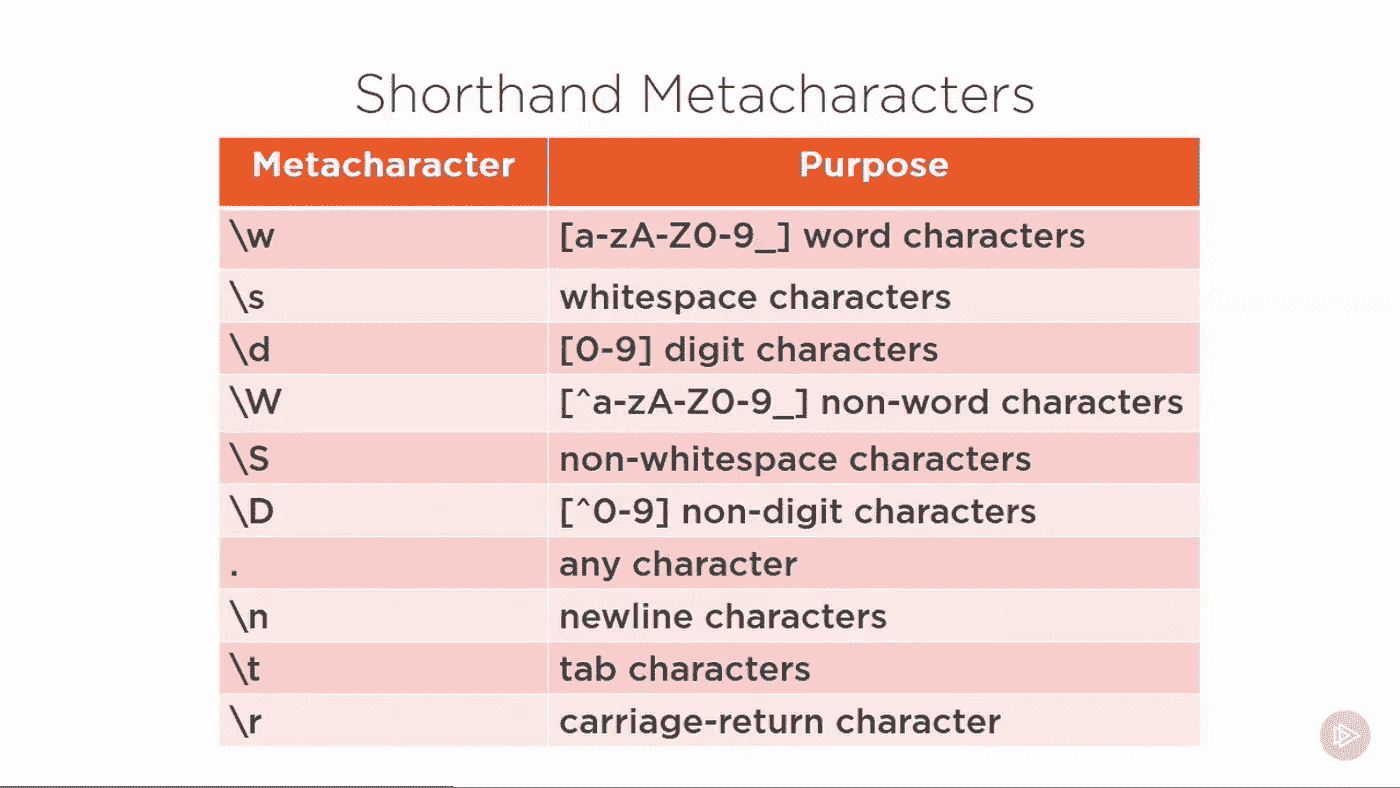 Shorthand Metacharacters
Metacharacter Purpose
\w [a-zA-Z0-9_] word characters
\s whitespace characters
\d [0-9] digit characters
\W [^a-zA-Z0-9_] non-word characters
\S non-whitespace characters
\D [^0-9] non-digit characters
. any character
\n newline characters
\t tab characters
\r carriage-return character